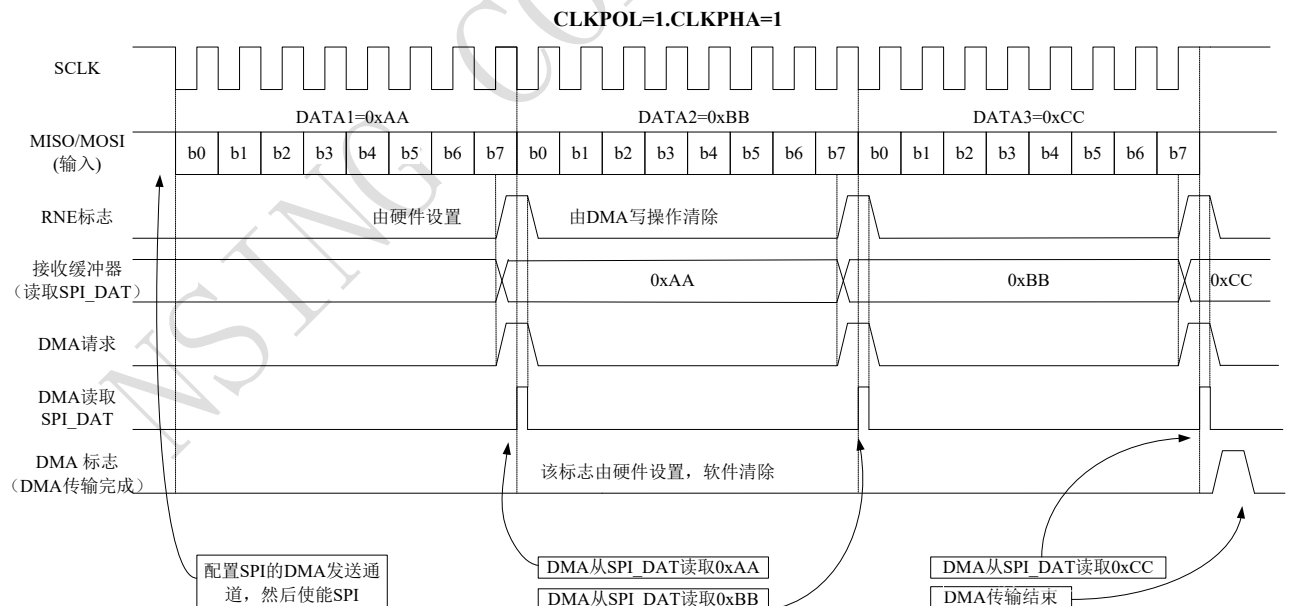 CLKPOL=1.CLKPHA=1
SCLK
DATA1=0xAA
DATA2=0xBB
DATA3=0xCC
MISO/MOSI
(输入)
b0 b1 b2 b3 b4 b5 b6 b7 b0 b1 b2 b3 b4 b5 b6 b7 b0 b1 b2 b3 b4 b5 b6 b7
RNE标志
由硬件设置
由DMA写操作清除
接收缓冲器
（读取SPI_DAT）
0xAA
0xBB
0xCC
DMA请求
DMA读取
SPI_DAT
DMA 标志
（DMA传输完成）
该标志由硬件设置，软件清除
配置SPI的DMA发送通
道，然后使能SPI
DMA从SPI_DAT读取0xAA
DMA从SPI_DAT读取0xBB
DMA从SPI_DAT读取0xCC
DMA传输结束
NSING CO